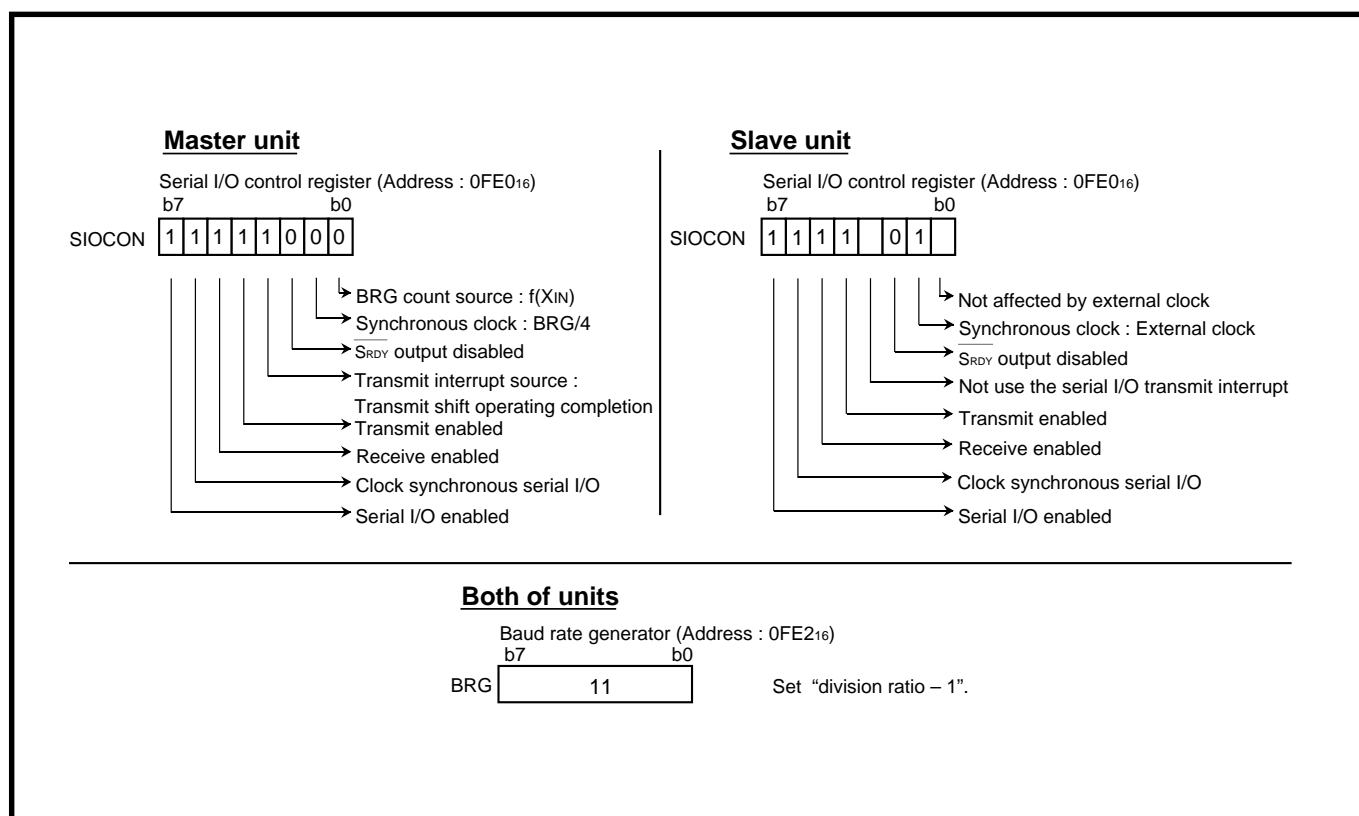 Master unit
Serial I/O control register (Address : 0FE016)
b7 b0
SIOCON 1 1 1 1 1 0 0 0
BRG count source : f(XIN)
Synchronous clock : BRG/4
SRDY output disabled
Transmit interrupt source :
Transmit shift operating completion
Transmit enabled
Receive enabled
Clock synchronous serial I/O
Serial I/O enabled
Slave unit
Serial I/O control register (Address : 0FE016)
b7 b0
SIOCON 1 1 1 1 0 1
Not affected by external clock
Synchronous clock : External clock
SRDY output disabled
Not use the serial I/O transmit interrupt
Transmit enabled
Receive enabled
Clock synchronous serial I/O
Serial I/O enabled
Both of units
Baud rate generator (Address : 0FE216)
b7 b0
BRG 11 Set “division ratio – 1”.